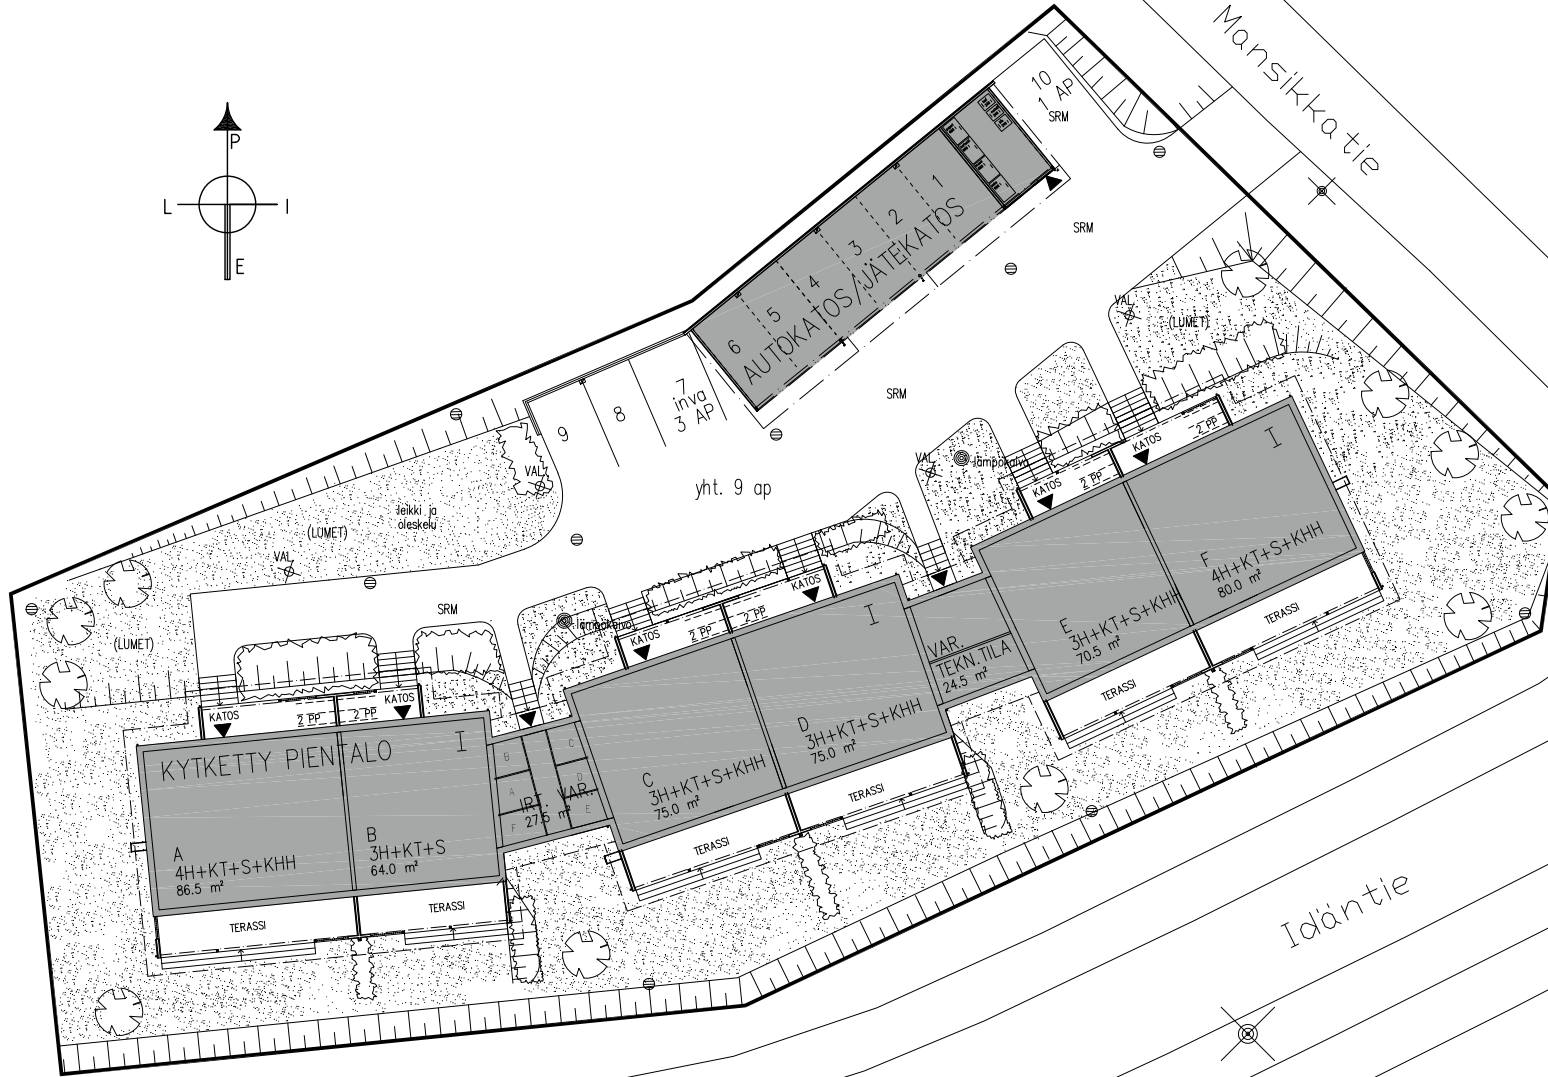 Mansikkatie
P
L
I
E
10
1 AP
SRM
1
2
3
4
5
6
AUTOKATOS/JÄTEKATOS
SRM
VAL
(LUMET)
7
inva
3 AP
8
9
SRM
yht. 9 ap
VAL
leikki ja
oleskelu
(LUMET)
VAL
SRM
(LUMET)
VAL
lämpökaivo
KATOS
2 PP
KATOS
2 PP
I
F
4H+KT+S+KHH
80.0 m²
TERASSI
E
3H+KT+S+KHH
70.5 m²
TERASSI
VAR.
TEKN.TILA
24.5 m²
lämpökaivo
KATOS
2 PP
2 PP
KATOS
I
D
3H+KT+S+KHH
75.0 m²
TERASSI
C
3H+KT+S+KHH
75.0 m²
TERASSI
B
A
F
C
D
E
IRT. VAR.
27.5 m²
KATOS
2 PP
2 PP
KATOS
KYTKETTY PIENTALO
I
A
4H+KT+S+KHH
86.5 m²
B
3H+KT+S
64.0 m²
TERASSI
TERASSI
Idäntie